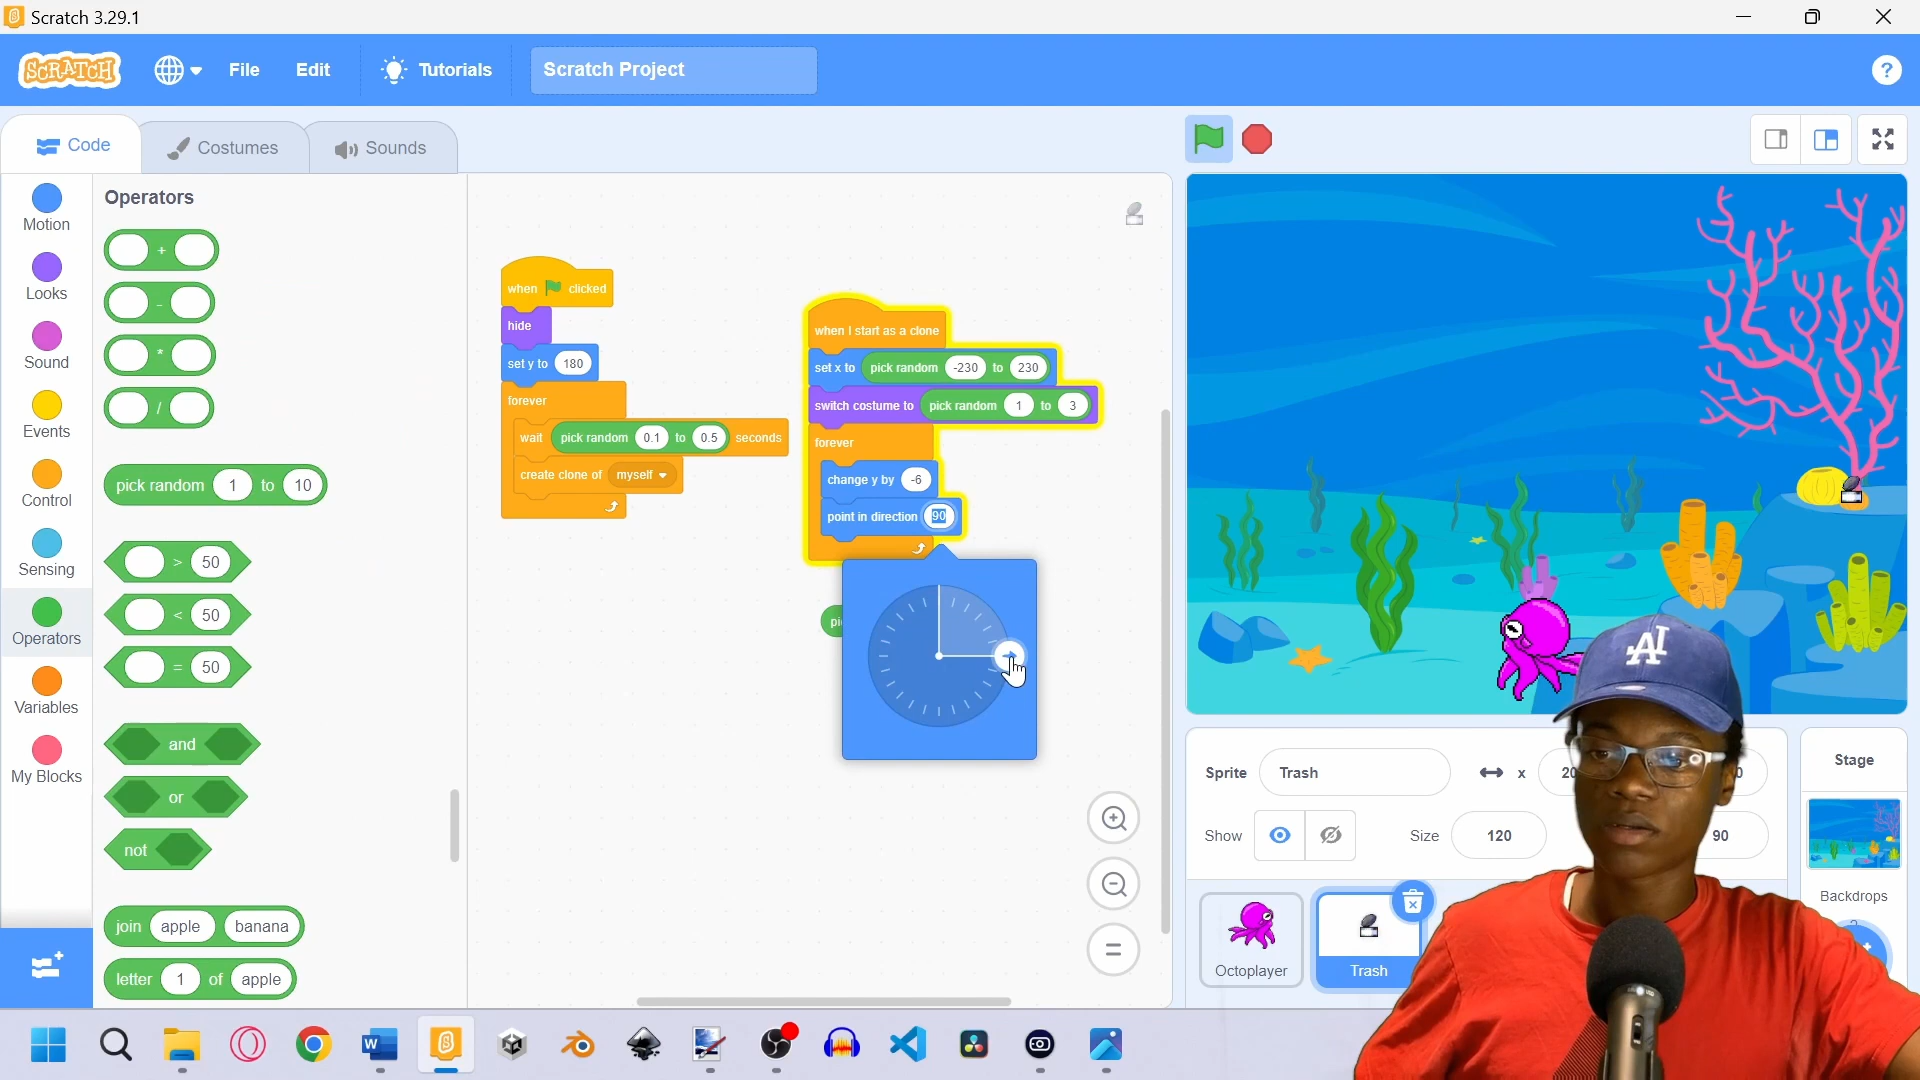 Scratch 3.29.1
SCRATCH
File
Edit
Tutorials
Scratch Project
?
Code
Costumes
Sounds
Motion
Looks
Sound
Events
Control
Sensing
Operators
Variables
My Blocks
Operators
+
-
*
/
pick random 1 to 10
> 50
< 50
= 50
and
or
not
join apple banana
letter 1 of apple
when clicked
hide
set y to 180
forever
wait pick random 0.1 to 0.5 seconds
create clone of myself
when I start as a clone
set x to pick random -230 to 230
switch costume to pick random 1 to 3
forever
change y by -6
point in direction 90
Sprite Trash
x
Show
Size 120
90
Octoplayer
Trash
Stage
Backdrops
W